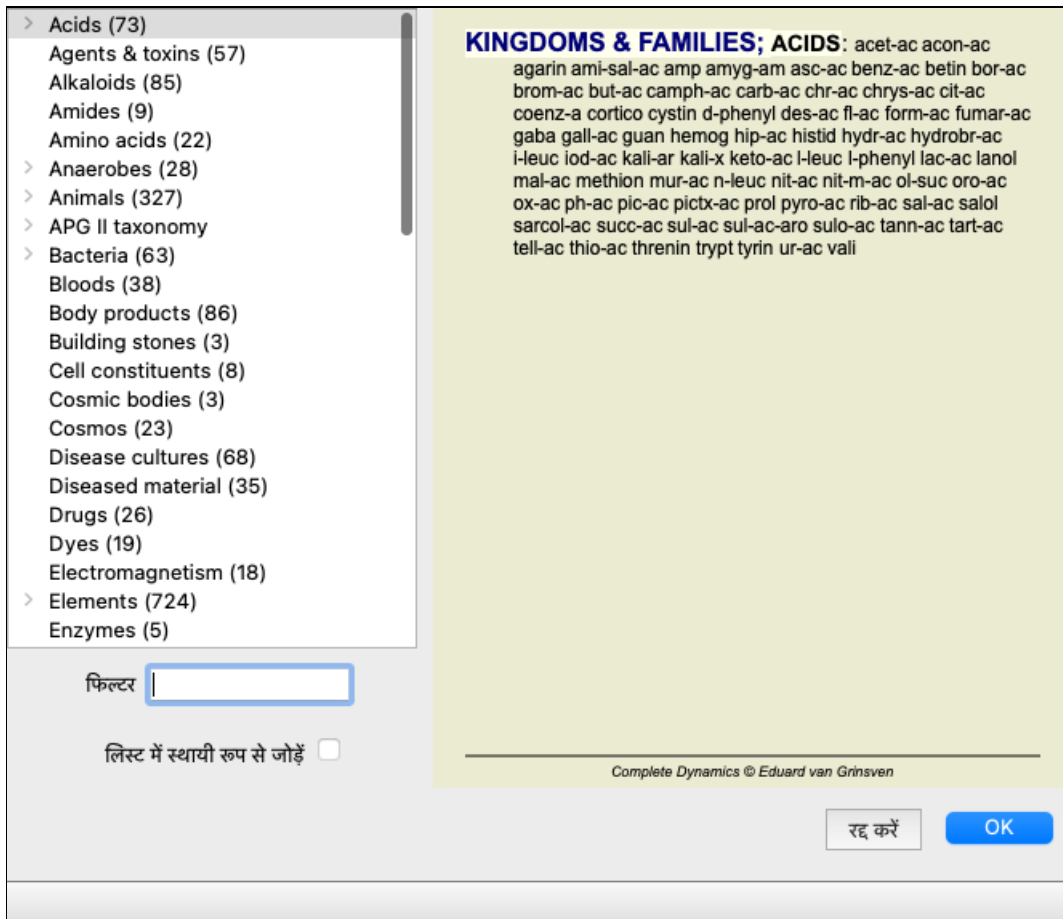 Acids (73)
Agents & toxins (57)
Alkaloids (85)
Amides (9)
Amino acids (22)
Anaerobes (28)
Animals (327)
APG II taxonomy
Bacteria (63)
Bloods (38)
Body products (86)
Building stones (3)
Cell constituents (8)
Cosmic bodies (3)
Cosmos (23)
Disease cultures (68)
Diseased material (35)
Drugs (26)
Dyes (19)
Electromagnetism (18)
Elements (724)
Enzymes (5)
फिल्टर
लिस्ट में स्थायी रूप से जोड़ें
KINGDOMS & FAMILIES; ACIDS: acet-ac acon-ac
agarin ami-sal-ac amp amyg-am asc-ac benz-ac betin bor-ac
brom-ac but-ac camph-ac carb-ac chr-ac chrys-ac cit-ac
coenz-a cortico cystin d-phenyl des-ac fl-ac form-ac fumar-ac
gaba gall-ac guan hemog hip-ac histid hydr-ac hydrobr-ac
i-leuc iod-ac kali-ar kali-x keto-ac l-leuc l-phenyl lac-ac lanol
mal-ac methion mur-ac n-leuc nit-ac nit-m-ac ol-suc oro-ac
ox-ac ph-ac pic-ac pictx-ac prol pyro-ac rib-ac sal-ac salol
sarcol-ac succ-ac sul-ac sul-ac-aro sulo-ac tann-ac tart-ac
tell-ac thio-ac threnin trypt tyrin ur-ac vali
Complete Dynamics © Eduard van Grinsven
रद्द करें
OK